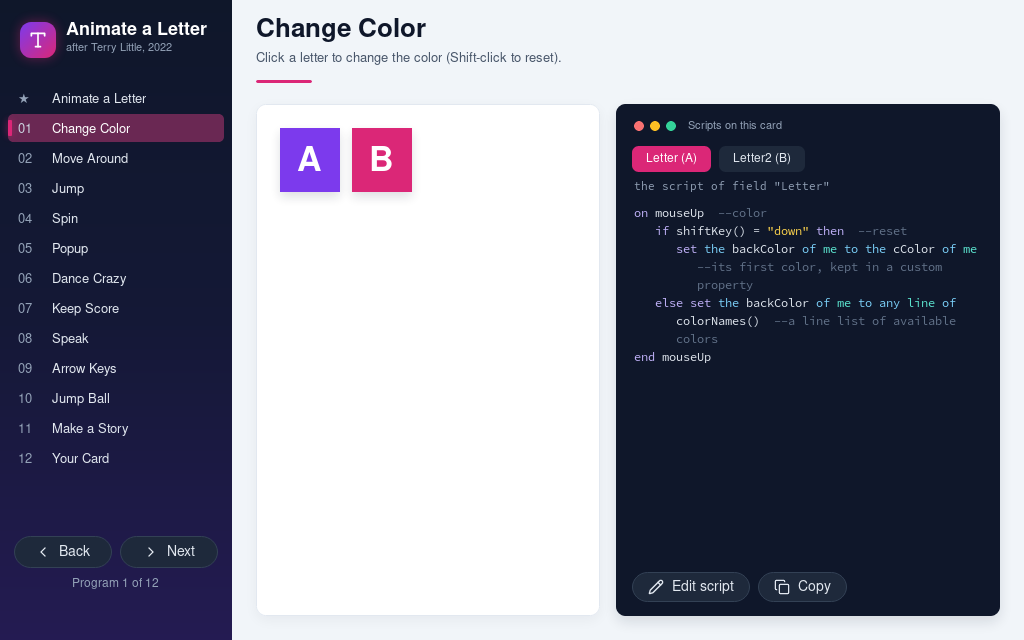 Animate a Letter
after Terry Little, 2022
★ Animate a Letter
01 Change Color
02 Move Around
03 Jump
04 Spin
05 Popup
06 Dance Crazy
07 Keep Score
08 Speak
09 Arrow Keys
10 Jump Ball
11 Make a Story
12 Your Card
Back
Next
Program 1 of 12
Change Color
Click a letter to change the color (Shift-click to reset).
A B
Scripts on this card
Letter (A)
Letter2 (B)
the script of field "Letter"
on mouseUp --color
if shiftKey() = "down" then --reset
set the backColor of me to the cColor of me
--its first color, kept in a custom
property
else set the backColor of me to any line of
colorNames() --a line list of available
colors
end mouseUp
Edit script
Copy